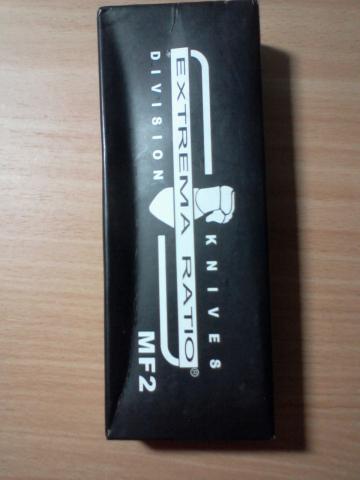 KNIVES
EXTREMA RATIO®
DIVISION
MF2